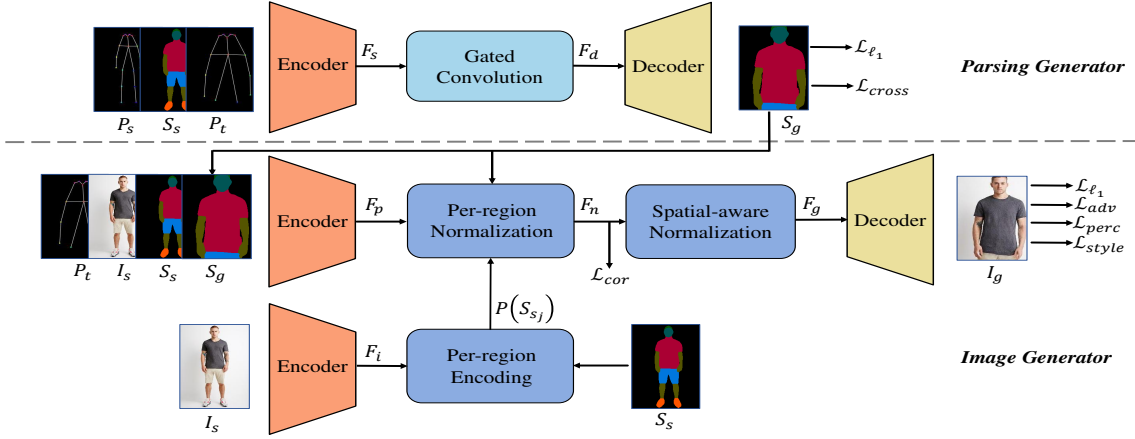 Encoder
F_s
Gated
Convolution
F_d
Decoder
ℒ_ℓ1
ℒ_cross
Parsing Generator
P_s S_s P_t
S_g
Encoder
F_p
Per-region
Normalization
F_n
Spatial-aware
Normalization
F_g
Decoder
ℒ_ℓ1
ℒ_adv
ℒ_perc
ℒ_style
P_t I_s S_s S_g
ℒ_cor
I_g
P(S_sj)
Encoder
F_i
Per-region
Encoding
Image Generator
I_s
S_s